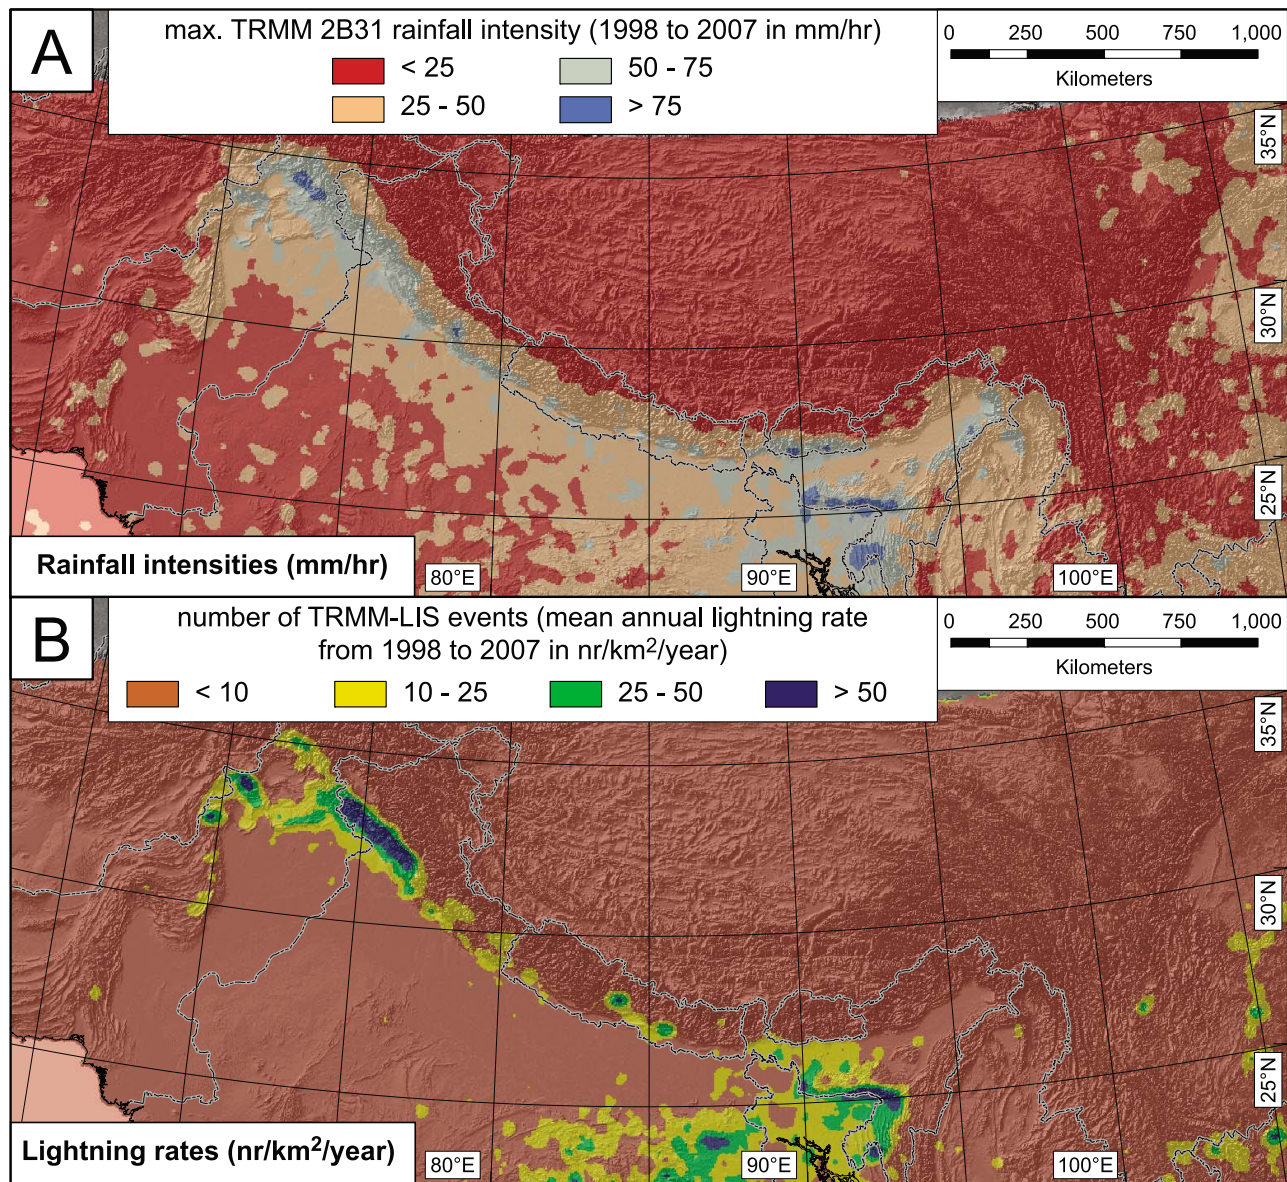 A
max. TRMM 2B31 rainfall intensity (1998 to 2007 in mm/hr)
< 25
50 - 75
25 - 50
> 75
0 250 500 750 1,000
Kilometers
35°N
30°N
25°N
Rainfall intensities (mm/hr)
80°E
90°E
100°E
B
number of TRMM-LIS events (mean annual lightning rate
from 1998 to 2007 in nr/km²/year)
< 10
10 - 25
25 - 50
> 50
0 250 500 750 1,000
Kilometers
35°N
30°N
25°N
Lightning rates (nr/km²/year)
80°E
90°E
100°E